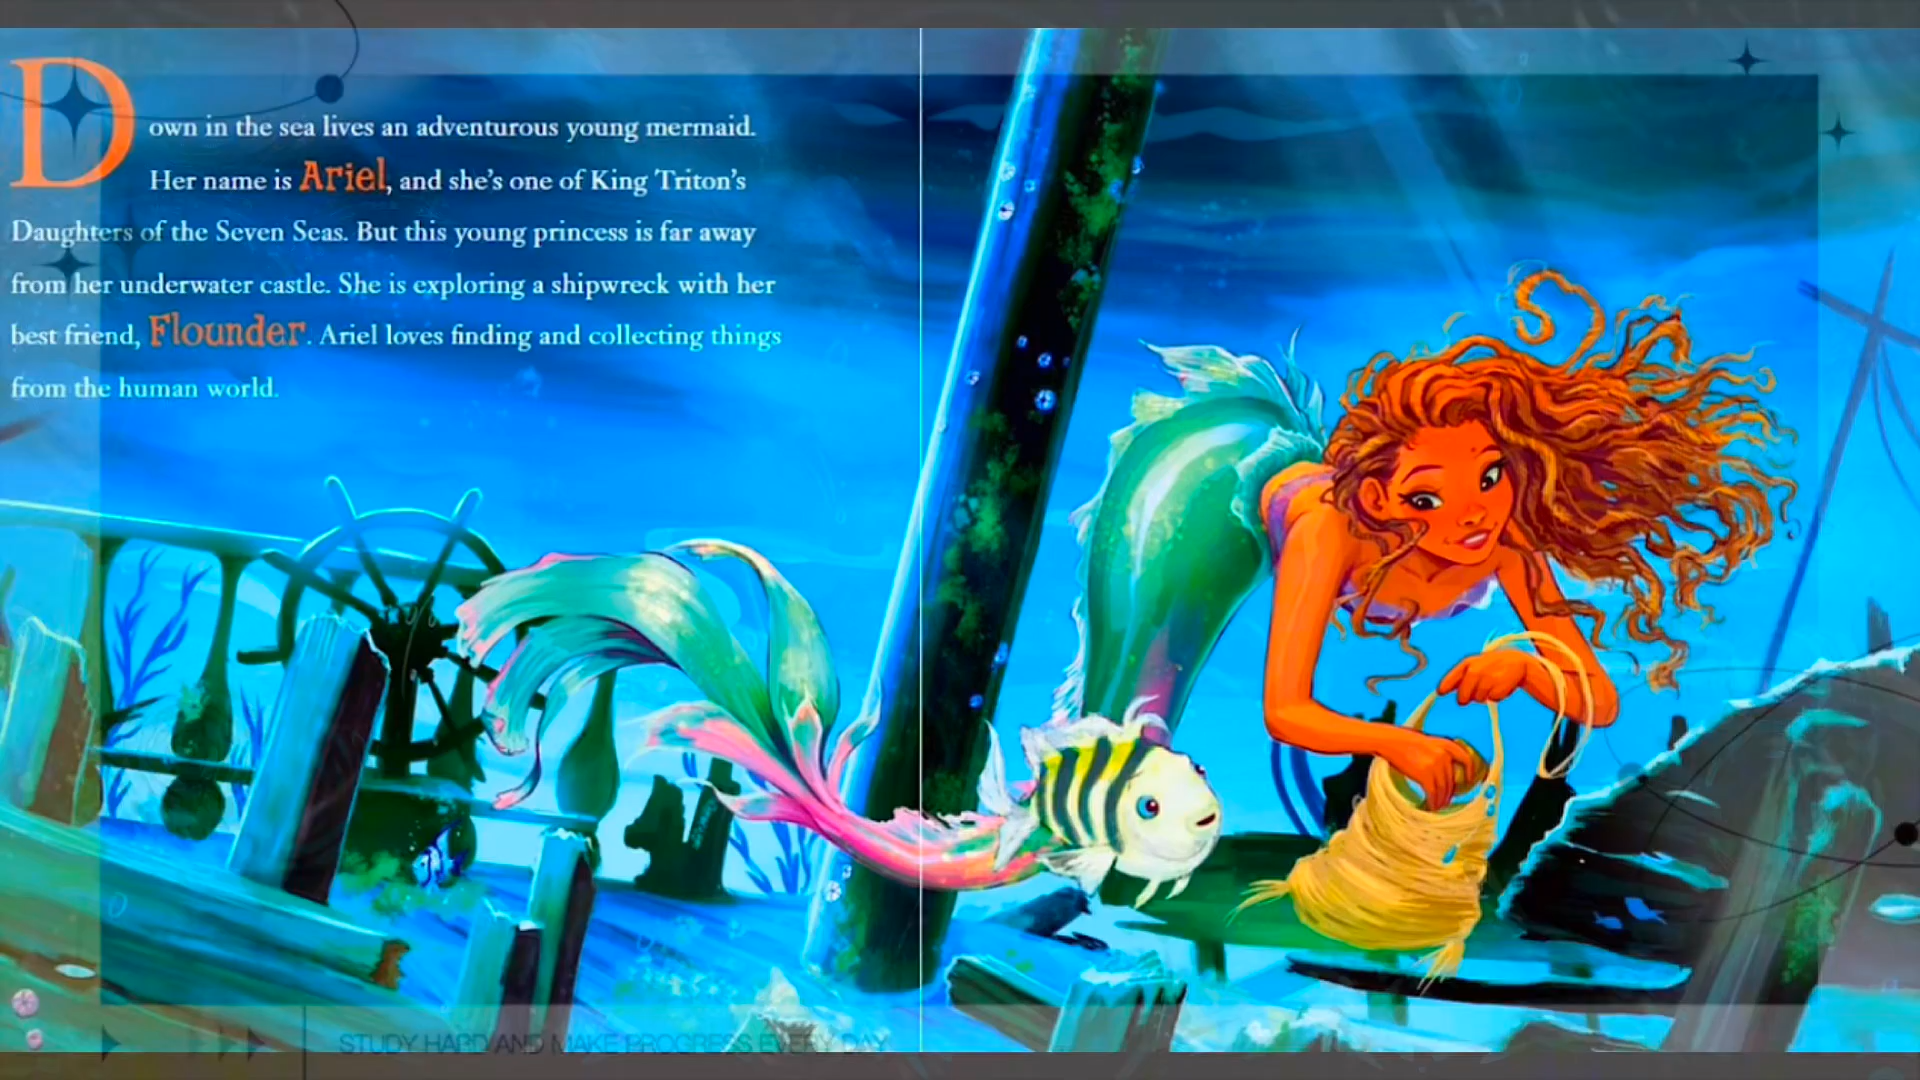 Down in the sea lives an adventurous young mermaid.
Her name is Ariel, and she's one of King Triton's
Daughters of the Seven Seas. But this young princess is far away
from her underwater castle. She is exploring a shipwreck with her
best friend, Flounder. Ariel loves finding and collecting things
from the human world.
STUDY HARD AND MAKE PROGRESS EVERY DAY